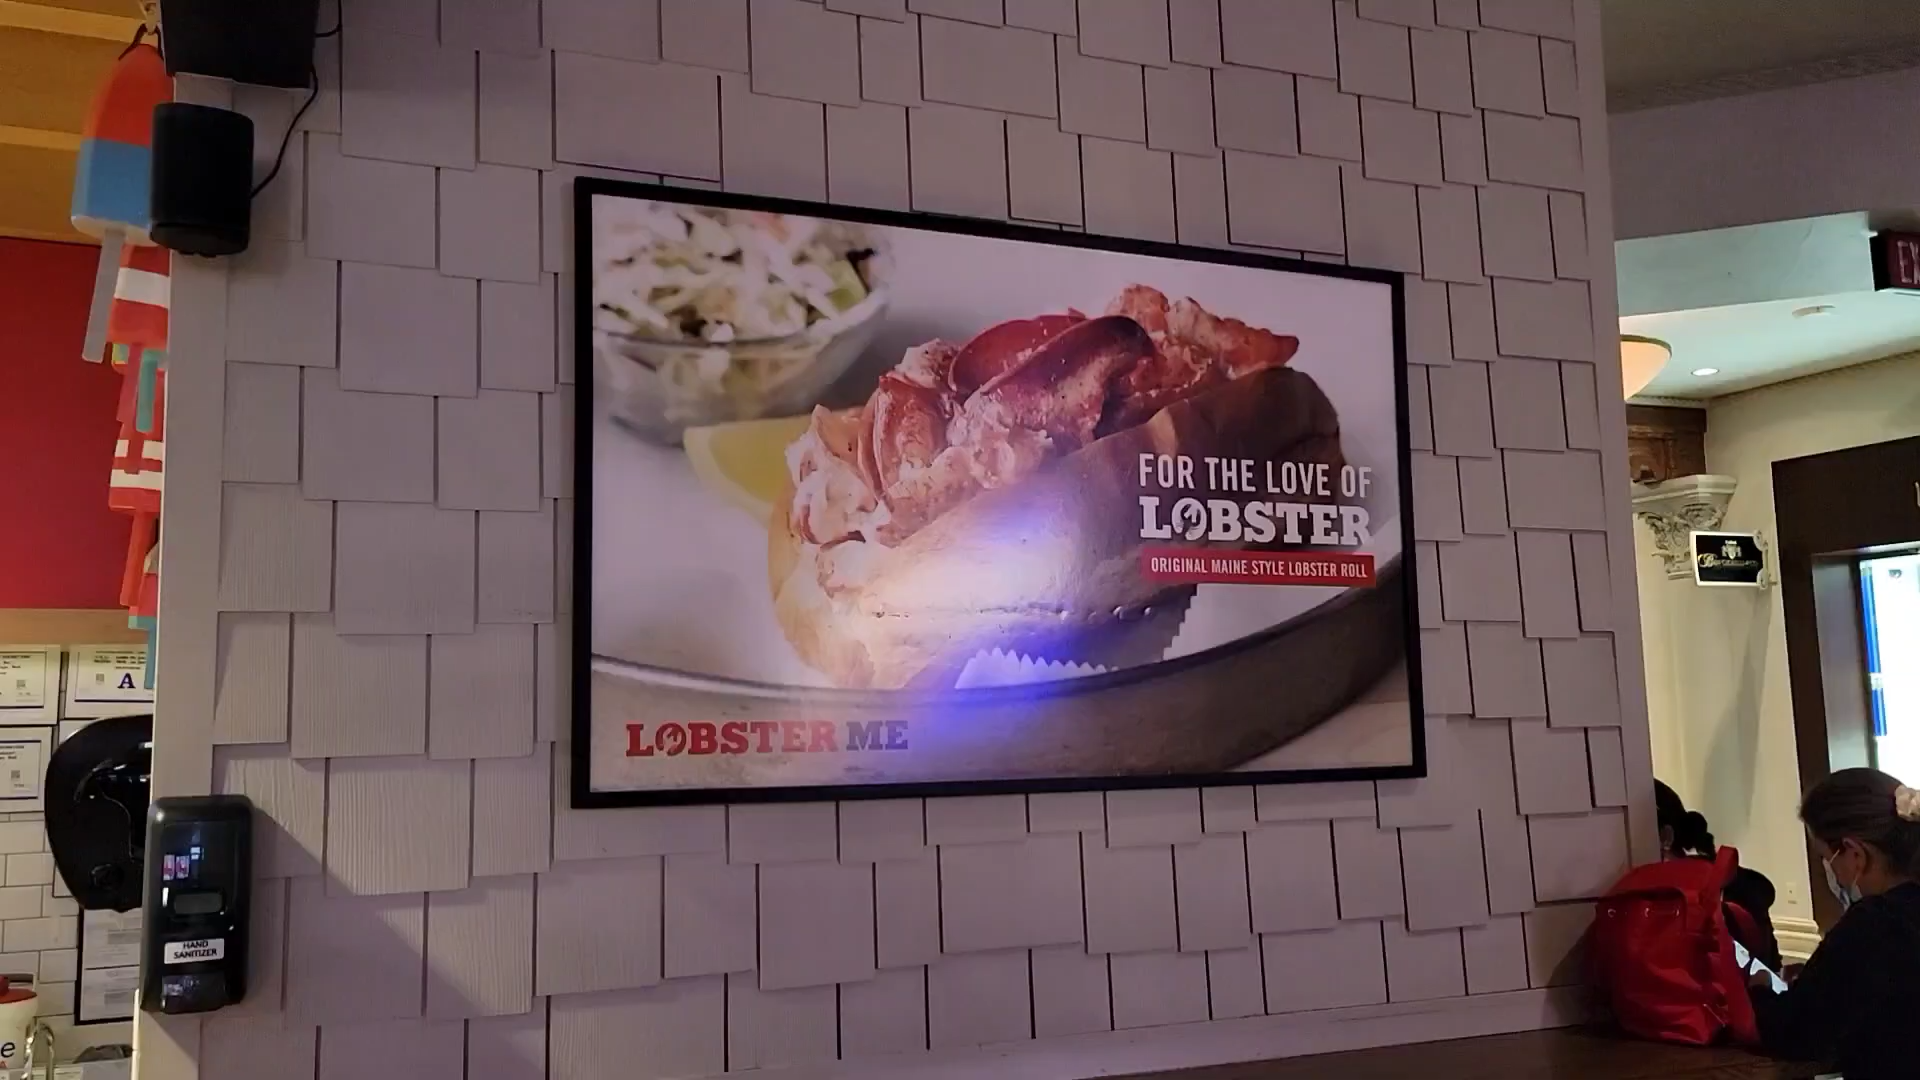 FOR THE LOVE OF
LOBSTER
ORIGINAL MAINE STYLE LOBSTER ROLL
LOBSTER ME
A
HAND
SANITIZER